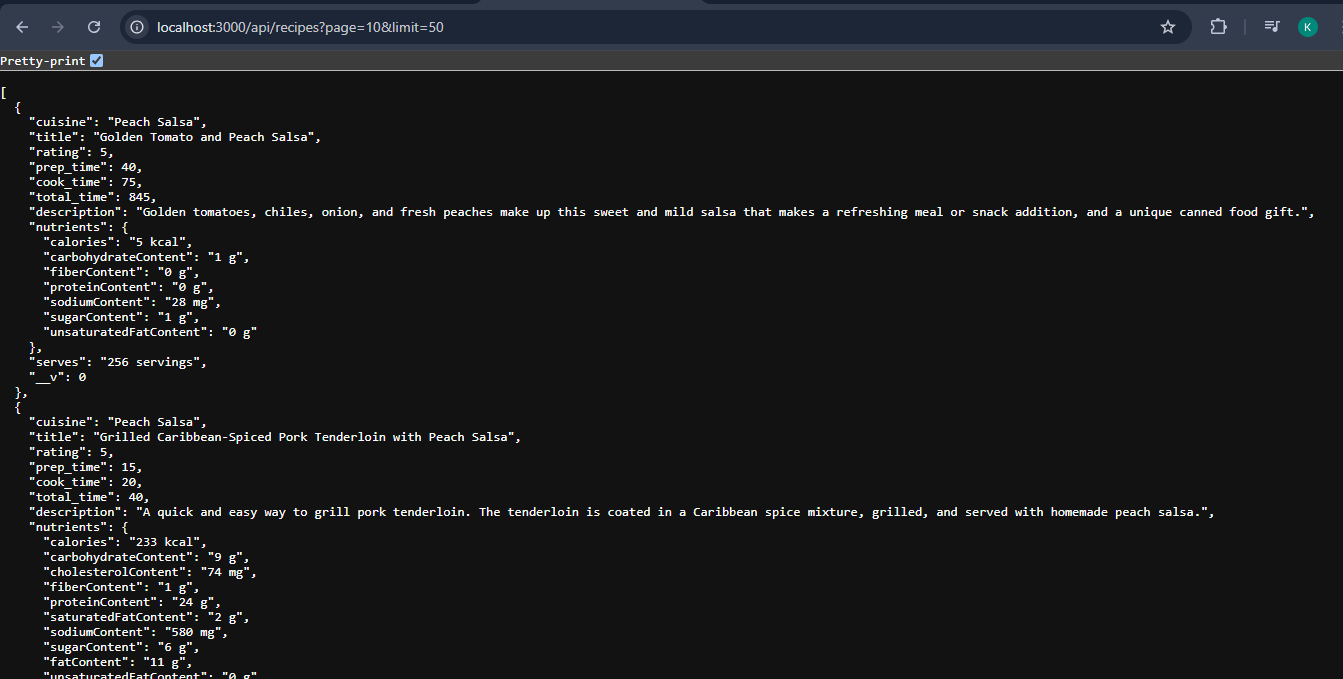 localhost:3000/api/recipes?page=10&limit=50
K
Pretty-print
[
  {
    "cuisine": "Peach Salsa",
    "title": "Golden Tomato and Peach Salsa",
    "rating": 5,
    "prep_time": 40,
    "cook_time": 75,
    "total_time": 845,
    "description": "Golden tomatoes, chiles, onion, and fresh peaches make up this sweet and mild salsa that makes a refreshing meal or snack addition, and a unique canned food gift.",
    "nutrients": {
      "calories": "5 kcal",
      "carbohydrateContent": "1 g",
      "fiberContent": "0 g",
      "proteinContent": "0 g",
      "sodiumContent": "28 mg",
      "sugarContent": "1 g",
      "unsaturatedFatContent": "0 g"
    },
    "serves": "256 servings",
    "__v": 0
  },
  {
    "cuisine": "Peach Salsa",
    "title": "Grilled Caribbean-Spiced Pork Tenderloin with Peach Salsa",
    "rating": 5,
    "prep_time": 15,
    "cook_time": 20,
    "total_time": 40,
    "description": "A quick and easy way to grill pork tenderloin. The tenderloin is coated in a Caribbean spice mixture, grilled, and served with homemade peach salsa.",
    "nutrients": {
      "calories": "233 kcal",
      "carbohydrateContent": "9 g",
      "cholesterolContent": "74 mg",
      "fiberContent": "1 g",
      "proteinContent": "24 g",
      "saturatedFatContent": "2 g",
      "sodiumContent": "580 mg",
      "sugarContent": "6 g",
      "fatContent": "11 g",
      "unsaturatedFatContent": "0 g"